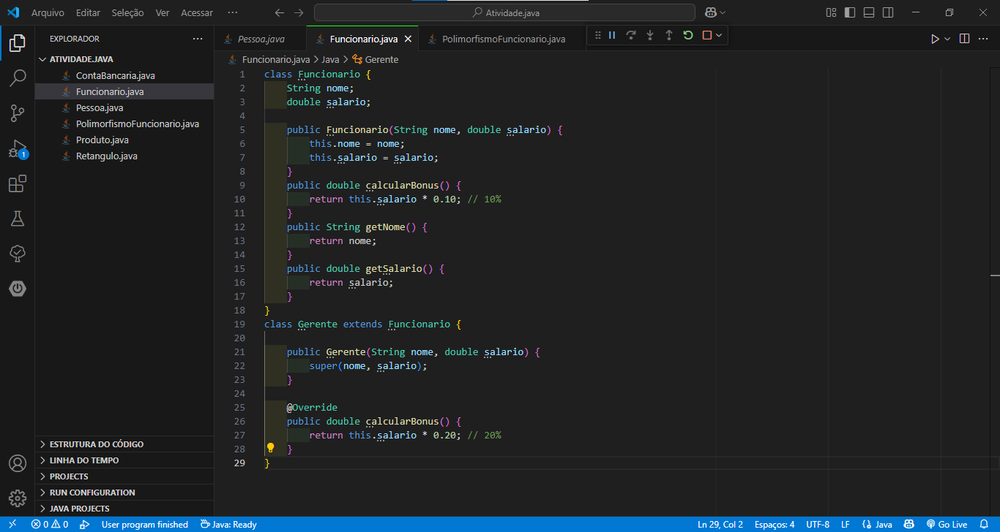 Arquivo Editar Seleção Ver Acessar ··· Atividade.java
EXPLORADOR ···
ATIVIDADE.JAVA
ContaBancaria.java
Funcionario.java
Pessoa.java
PolimorfismoFuncionario.java
Produto.java
Retangulo.java
1
ESTRUTURA DO CÓDIGO
LINHA DO TEMPO
PROJECTS
RUN CONFIGURATION
JAVA PROJECTS
Pessoa.java Funcionario.java PolimorfismoFuncionario.java
Funcionario.java > Java > Gerente
1 class Funcionario {
2     String nome;
3     double salario;
4
5     public Funcionario(String nome, double salario) {
6         this.nome = nome;
7         this.salario = salario;
8     }
9     public double calcularBonus() {
10         return this.salario * 0.10; // 10%
11     }
12     public String getNome() {
13         return nome;
14     }
15     public double getSalario() {
16         return salario;
17     }
18 }
19 class Gerente extends Funcionario {
20
21     public Gerente(String nome, double salario) {
22         super(nome, salario);
23     }
24
25     @Override
26     public double calcularBonus() {
27         return this.salario * 0.20; // 20%
28     }
29 }
0 0 User program finished Java: Ready Ln 29, Col 2 Espaços: 4 UTF-8 LF {} Java Go Live